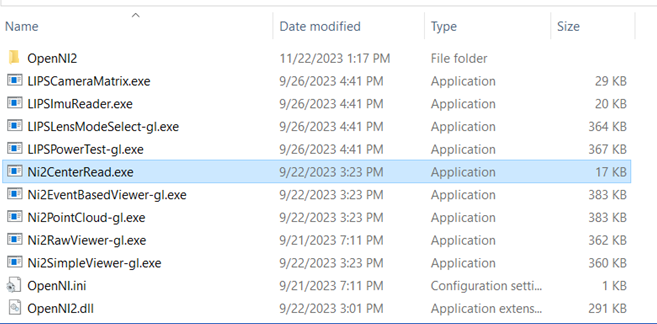 Name Date modified Type Size
OpenNI2 11/22/2023 1:17 PM File folder
LIPSCameraMatrix.exe 9/26/2023 4:41 PM Application 29 KB
LIPSImuReader.exe 9/26/2023 4:41 PM Application 20 KB
LIPSLensModeSelect-gl.exe 9/26/2023 4:41 PM Application 364 KB
LIPSPowerTest-gl.exe 9/26/2023 4:41 PM Application 367 KB
Ni2CenterRead.exe 9/22/2023 3:23 PM Application 17 KB
Ni2EventBasedViewer-gl.exe 9/22/2023 3:23 PM Application 383 KB
Ni2PointCloud-gl.exe 9/22/2023 3:23 PM Application 383 KB
Ni2RawViewer-gl.exe 9/21/2023 7:11 PM Application 362 KB
Ni2SimpleViewer-gl.exe 9/22/2023 3:23 PM Application 360 KB
OpenNI.ini 9/21/2023 7:11 PM Configuration setti... 1 KB
OpenNI2.dll 9/22/2023 3:01 PM Application extens... 291 KB